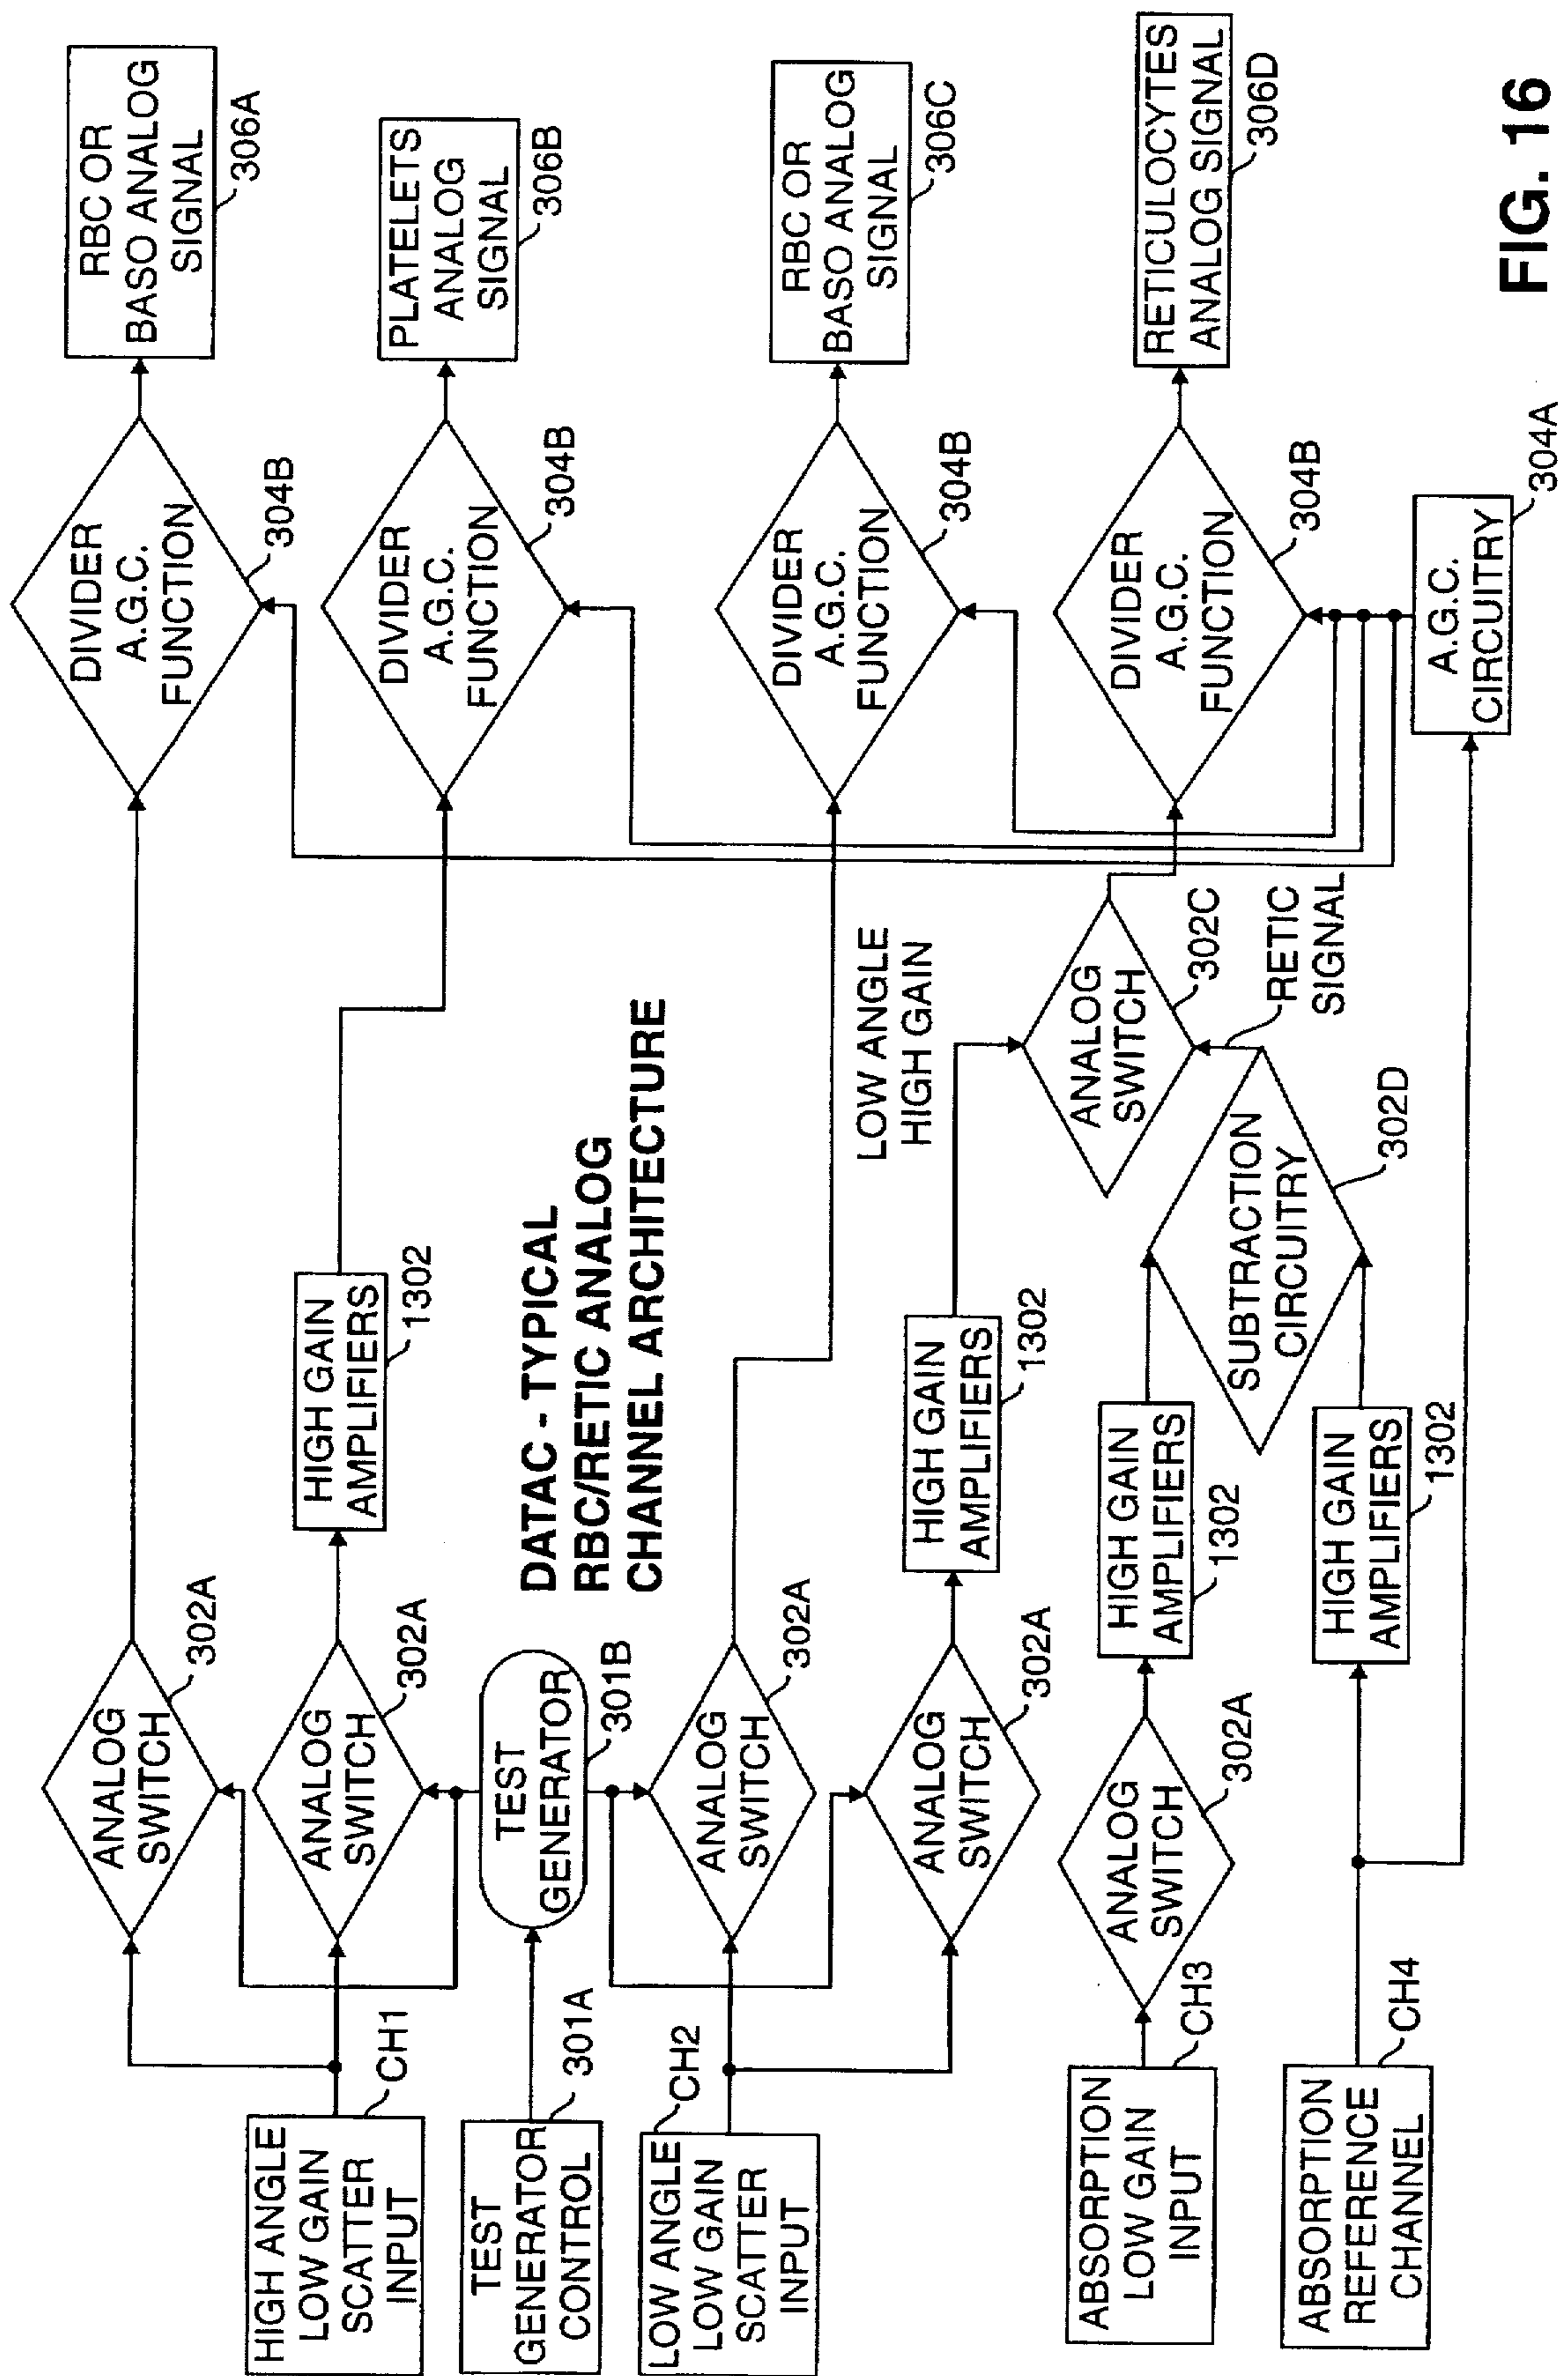 HIGH ANGLE
LOW GAIN
SCATTER
INPUT
CH1
TEST
GENERATOR
CONTROL
301A
LOW ANGLE
LOW GAIN
SCATTER
INPUT
CH2
ABSORPTION
LOW GAIN
INPUT
CH3
ABSORPTION
REFERENCE
CHANNEL
CH4
ANALOG
SWITCH
302A
ANALOG
SWITCH
302A
TEST
GENERATOR
301B
ANALOG
SWITCH
302A
ANALOG
SWITCH
302A
ANALOG
SWITCH
302A
HIGH GAIN
AMPLIFIERS
1302
DATAC - TYPICAL
RBC/RETIC ANALOG
CHANNEL ARCHITECTURE
HIGH GAIN
AMPLIFIERS
1302
HIGH GAIN
AMPLIFIERS
1302
HIGH GAIN
AMPLIFIERS
1302
LOW ANGLE
HIGH GAIN
ANALOG
SWITCH
302C
RETIC
SIGNAL
SUBTRACTION
CIRCUITRY
302D
DIVIDER
A.G.C.
FUNCTION
304B
DIVIDER
A.G.C.
FUNCTION
304B
DIVIDER
A.G.C.
FUNCTION
304B
DIVIDER
A.G.C.
FUNCTION
304B
A.G.C.
CIRCUITRY
304A
RBC OR
BASO ANALOG
SIGNAL
306A
PLATELETS
ANALOG
SIGNAL
306B
RBC OR
BASO ANALOG
SIGNAL
306C
RETICULOCYTES
ANALOG SIGNAL
306D
FIG. 16